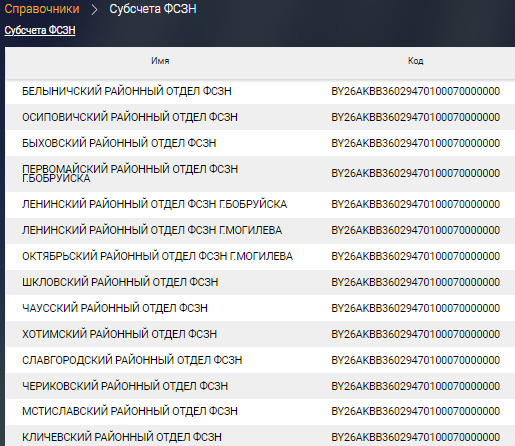 Справочники > Субсчета ФСЗН
Субсчета ФСЗН
Имя Код
БЕЛЫНИЧСКИЙ РАЙОННЫЙ ОТДЕЛ ФСЗН BY26AKBB36029470100070000000
ОСИПОВИЧСКИЙ РАЙОННЫЙ ОТДЕЛ ФСЗН BY26AKBB36029470100070000000
БЫХОВСКИЙ РАЙОННЫЙ ОТДЕЛ ФСЗН BY26AKBB36029470100070000000
ПЕРВОМАЙСКИЙ РАЙОННЫЙ ОТДЕЛ ФСЗН
Г.БОБРУЙСКА BY26AKBB36029470100070000000
ЛЕНИНСКИЙ РАЙОННЫЙ ОТДЕЛ ФСЗН Г.БОБРУЙСКА BY26AKBB36029470100070000000
ЛЕНИНСКИЙ РАЙОННЫЙ ОТДЕЛ ФСЗН Г.МОГИЛЕВА BY26AKBB36029470100070000000
ОКТЯБРЬСКИЙ РАЙОННЫЙ ОТДЕЛ ФСЗН Г.МОГИЛЕВА BY26AKBB36029470100070000000
ШКЛОВСКИЙ РАЙОННЫЙ ОТДЕЛ ФСЗН BY26AKBB36029470100070000000
ЧАУССКИЙ РАЙОННЫЙ ОТДЕЛ ФСЗН BY26AKBB36029470100070000000
ХОТИМСКИЙ РАЙОННЫЙ ОТДЕЛ ФСЗН BY26AKBB36029470100070000000
СЛАВГОРОДСКИЙ РАЙОННЫЙ ОТДЕЛ ФСЗН BY26AKBB36029470100070000000
ЧЕРИКОВСКИЙ РАЙОННЫЙ ОТДЕЛ ФСЗН BY26AKBB36029470100070000000
МСТИСЛАВСКИЙ РАЙОННЫЙ ОТДЕЛ ФСЗН BY26AKBB36029470100070000000
КЛИЧЕВСКИЙ РАЙОННЫЙ ОТДЕЛ ФСЗН BY26AKBB36029470100070000000